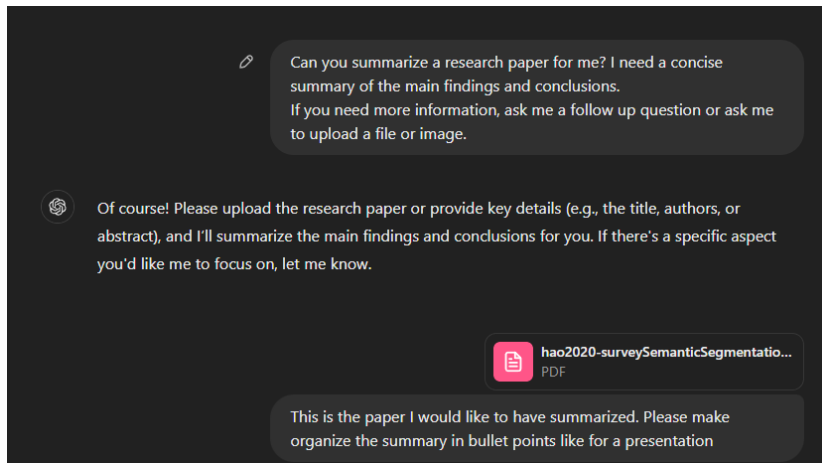 Can you summarize a research paper for me? I need a concise
summary of the main findings and conclusions.
If you need more information, ask me a follow up question or ask me
to upload a file or image.
Of course! Please upload the research paper or provide key details (e.g., the title, authors, or
abstract), and I'll summarize the main findings and conclusions for you. If there's a specific aspect
you'd like me to focus on, let me know.
hao2020-surveySemanticSegmentatio...
PDF
This is the paper I would like to have summarized. Please make
organize the summary in bullet points like for a presentation